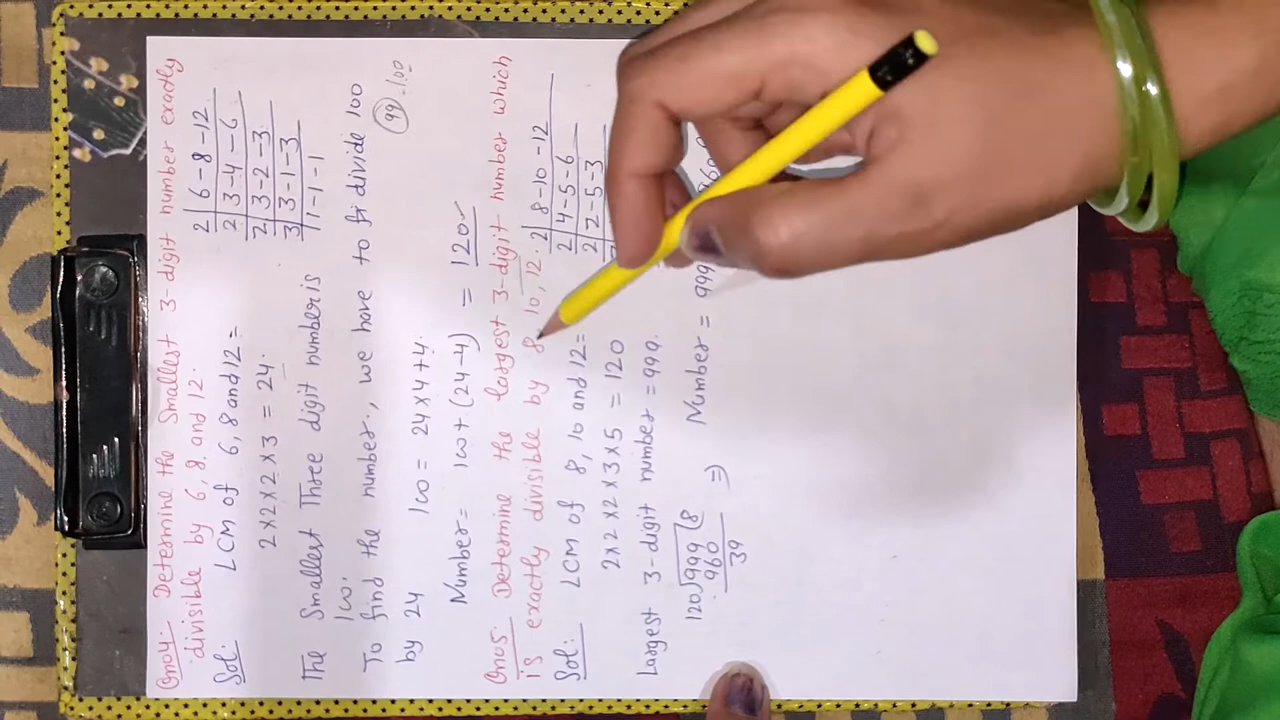 Qno4: Determine the Smallest 3-digit number exactly
divisible by 6, 8 and 12.
Sol: LCM of 6, 8 and 12 =
2 x 2 x 2 x 3 = 24.
2 | 6 - 8 - 12
2 | 3 - 4 - 6
2 | 3 - 2 - 3
3 | 3 - 1 - 3
1 - 1 - 1
The Smallest Three digit number is
100.
To find the number, we have to divide 100
by 24
99 100
100 = 24 x 4 + 4.
Number = 100 + (24-4) = 120
Qno5: Determine the largest 3-digit number which
is exactly divisible by 8 10, 12.
Sol: LCM of 8, 10 and 12 =
2 x 2 x 2 x 3 x 5 = 120
2 | 8 - 10 - 12
2 | 4 - 5 - 6
2 | 2 - 5 - 3
Largest 3-digit number = 999.
120) 999 (8
960
39
=> Number = 999